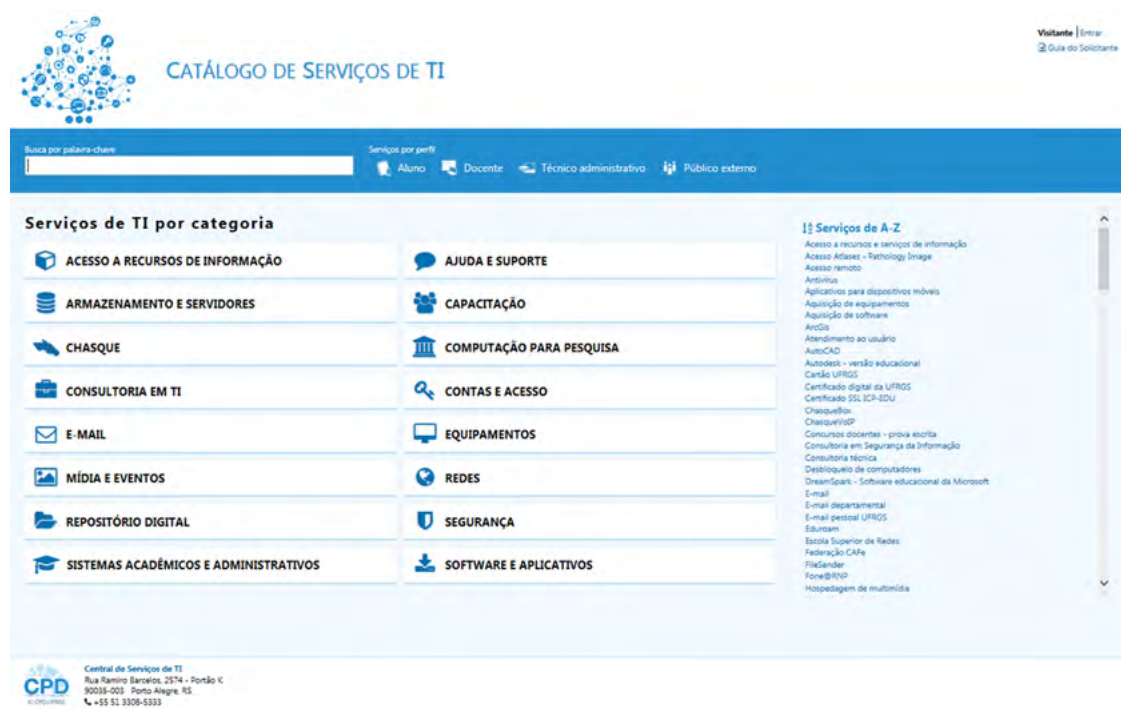 Visitante | Entrar
Guia do Solicitante
CATÁLOGO DE SERVIÇOS DE TI
Busca por palavra-chave
Serviços por perfil
Aluno Docente Técnico administrativo Público externo
Serviços de TI por categoria
ACESSO A RECURSOS DE INFORMAÇÃO
AJUDA E SUPORTE
ARMAZENAMENTO E SERVIDORES
CAPACITAÇÃO
CHASQUE
COMPUTAÇÃO PARA PESQUISA
CONSULTORIA EM TI
CONTAS E ACESSO
E-MAIL
EQUIPAMENTOS
MÍDIA E EVENTOS
REDES
REPOSITÓRIO DIGITAL
SEGURANÇA
SISTEMAS ACADÊMICOS E ADMINISTRATIVOS
SOFTWARE E APLICATIVOS
Serviços de A-Z
Acesso a recursos e serviços de informação
Acesso Atlases - Pathology Image
Acesso remoto
Antivírus
Aplicativos para dispositivos móveis
Aquisição de equipamentos
Aquisição de software
ArcGis
Atendimento ao usuário
AutoCAD
Autodesk - versão educacional
Cartão UFRGS
Certificado digital da UFRGS
Certificado SSL ICP-EDU
ChasqueBox
ChasqueVoIP
Concursos docentes - prova escrita
Consultoria em Segurança da Informação
Consultoria técnica
Desbloqueio de computadores
DreamSpark - Software educacional da Microsoft
E-mail
E-mail departamental
E-mail pessoal UFRGS
Eduroam
Escola Superior de Redes
Federação CAFe
FileSender
Fone@RNP
Hospedagem de multimídia
CPD
Central de Serviços de TI
Rua Ramiro Barcelos, 2574 - Portão K
90035-003 Porto Alegre, RS
+55 51 3308-5333